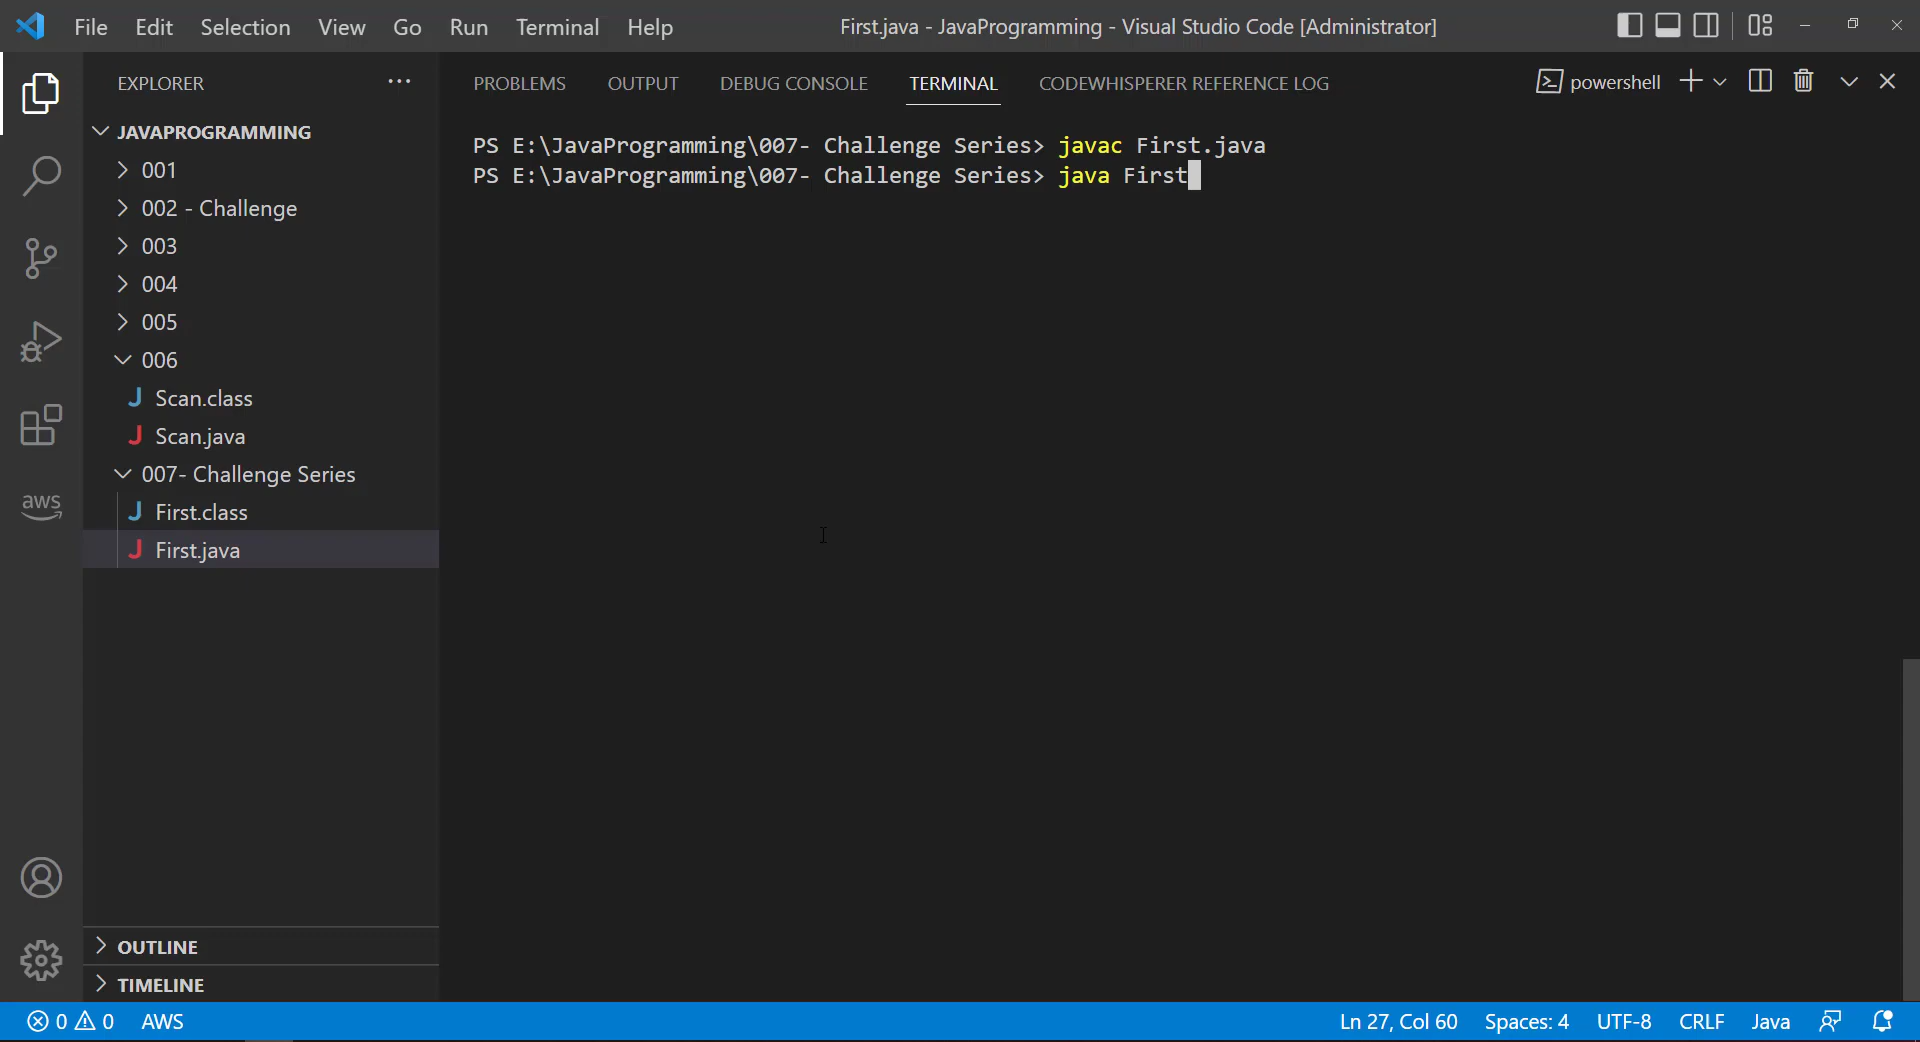 File Edit Selection View Go Run Terminal Help First.java - JavaProgramming - Visual Studio Code [Administrator]
EXPLORER
JAVAPROGRAMMING
001
002 - Challenge
003
004
005
006
J Scan.class
J Scan.java
007- Challenge Series
J First.class
J First.java
OUTLINE
TIMELINE
aws
PROBLEMS OUTPUT DEBUG CONSOLE TERMINAL CODEWHISPERER REFERENCE LOG powershell
PS E:\JavaProgramming\007- Challenge Series> javac First.java
PS E:\JavaProgramming\007- Challenge Series> java First
0 0 AWS Ln 27, Col 60 Spaces: 4 UTF-8 CRLF Java